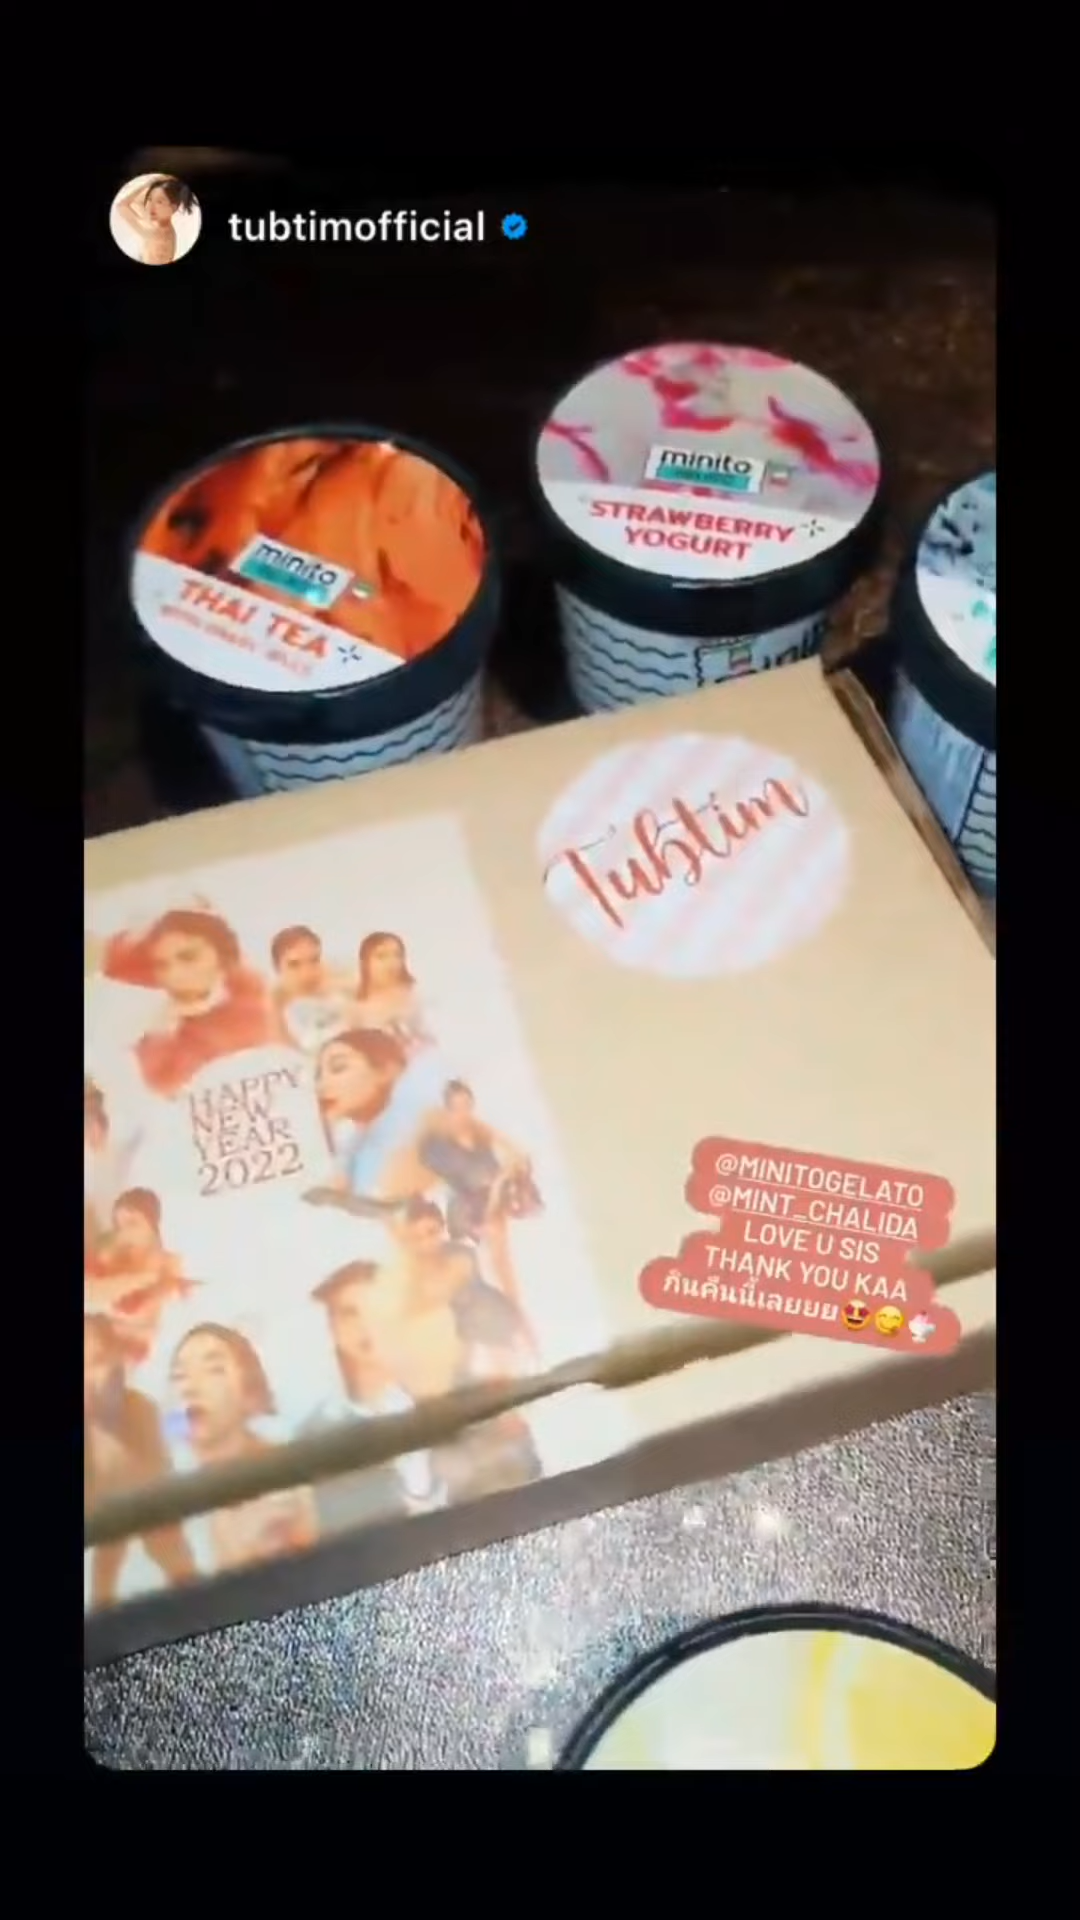 tubtimofficial
minito
STRAWBERRY
YOGURT
minito
THAI TEA
Tubtim
HAPPY
NEW
YEAR
2022
@MINITOGELATO
@MINT_CHALIDA
LOVE U SIS
THANK YOU KAA
กินคืนนี้เลยยย🤩😋🍨